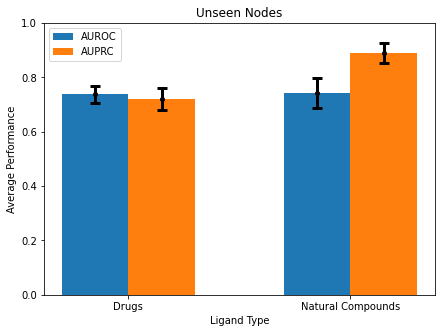 Unseen Nodes
AUROC
AUPRC
1.0
0.8
0.6
0.4
0.2
0.0
Average Performance
Drugs
Natural Compounds
Ligand Type